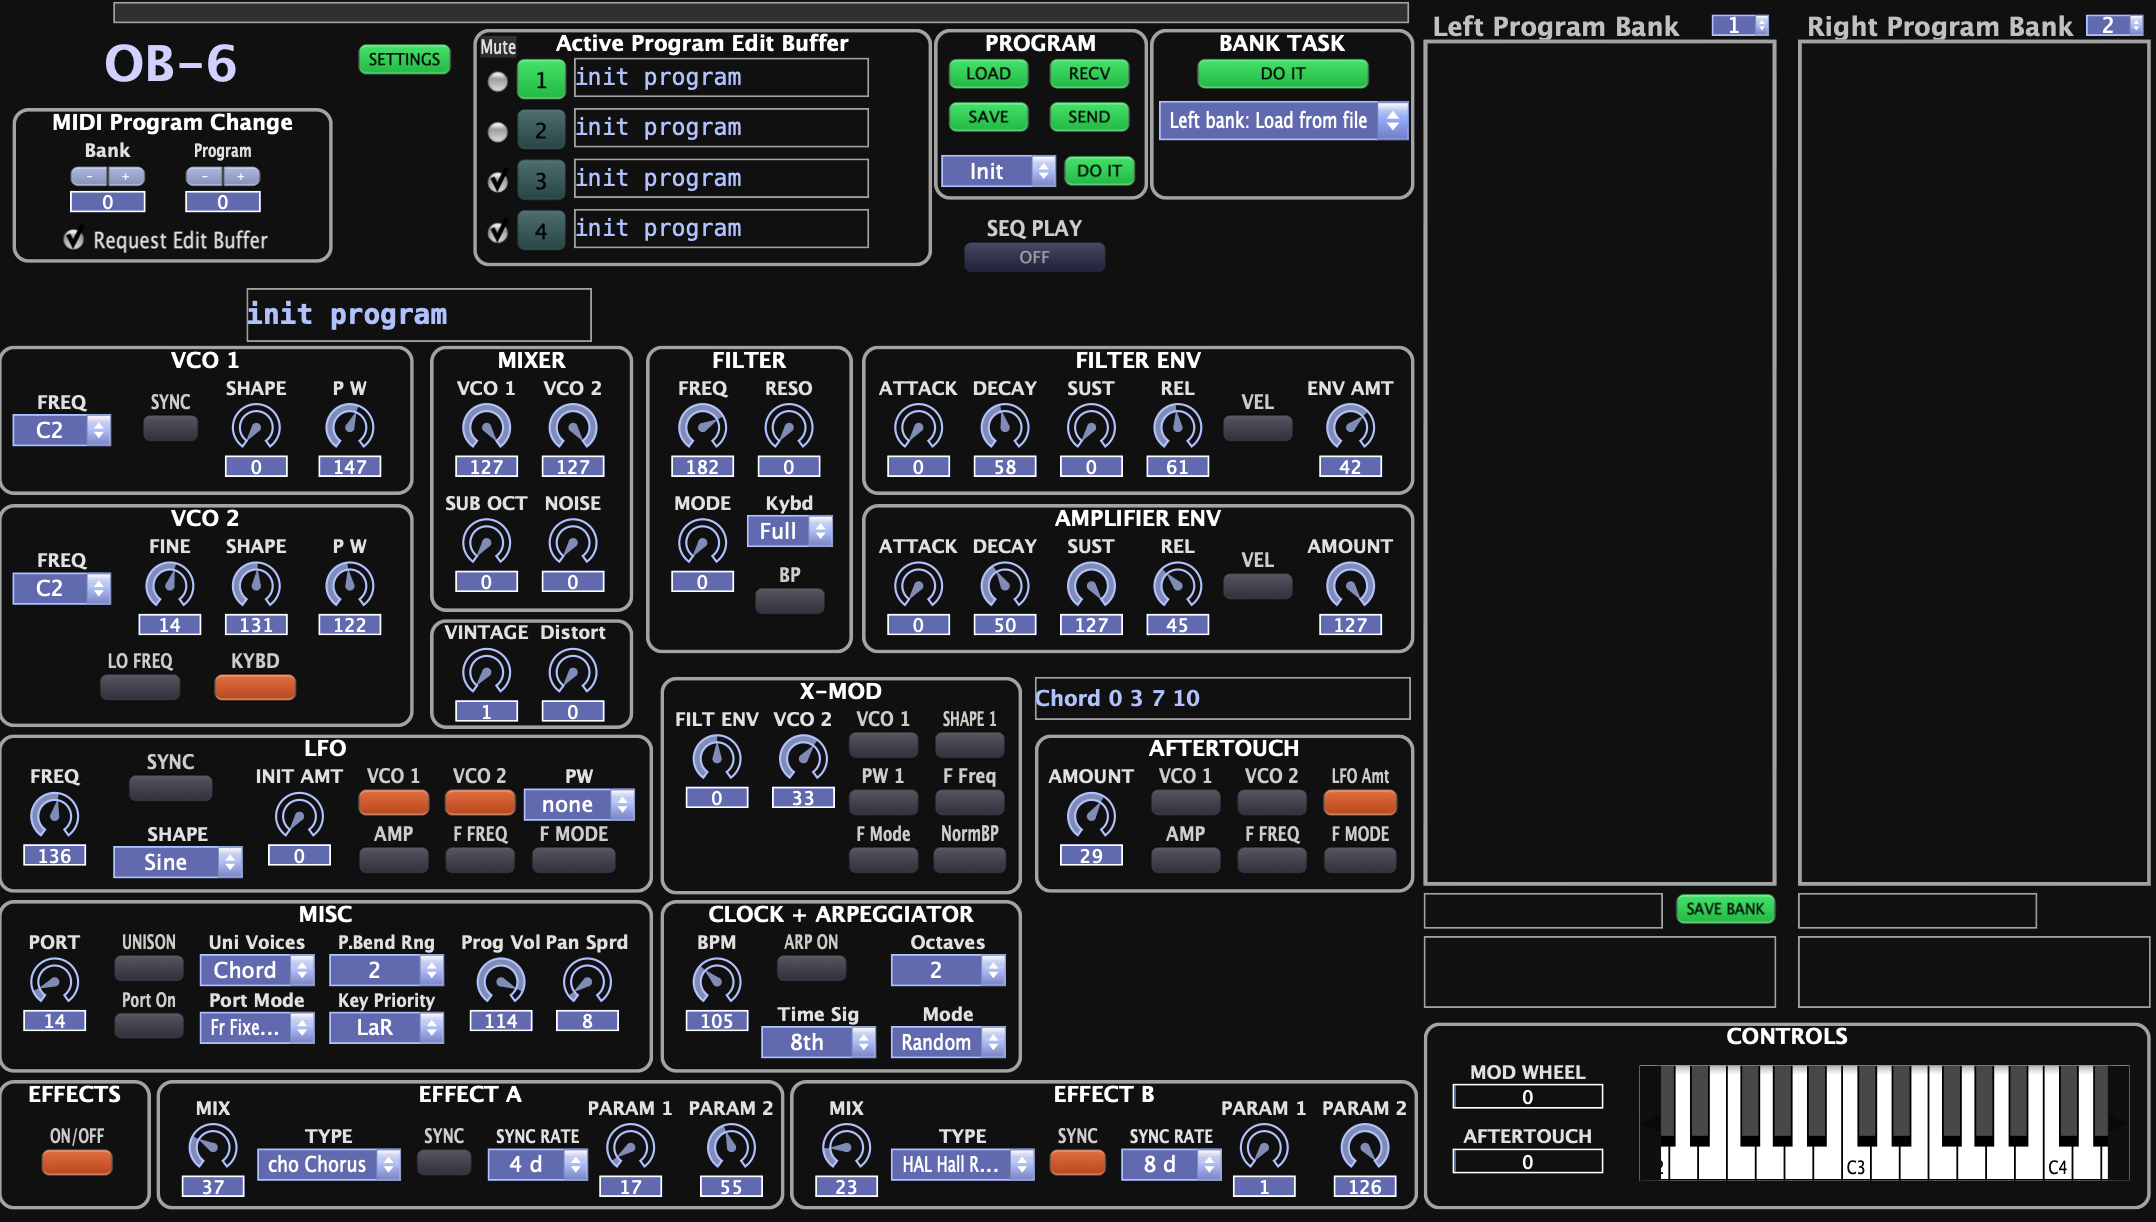 OB-6
SETTINGS
MIDI Program Change
Bank Program
- + - +
0 0
Request Edit Buffer
Mute Active Program Edit Buffer
1 init program
2 init program
3 init program
4 init program
PROGRAM
LOAD RECV
SAVE SEND
Init DO IT
BANK TASK
DO IT
Left bank: Load from file
SEQ PLAY
OFF
Left Program Bank 1
Right Program Bank 2
init program
VCO 1
FREQ SYNC SHAPE P W
C2
0 147
MIXER
VCO 1 VCO 2
127 127
SUB OCT NOISE
0 0
FILTER
FREQ RESO
182 0
MODE Kybd
Full
0 BP
FILTER ENV
ATTACK DECAY SUST REL VEL ENV AMT
0 58 0 61 42
VCO 2
FREQ FINE SHAPE P W
C2
14 131 122
LO FREQ KYBD
AMPLIFIER ENV
ATTACK DECAY SUST REL VEL AMOUNT
0 50 127 45 127
VINTAGE Distort
1 0
X-MOD
FILT ENV VCO 2 VCO 1 SHAPE 1
0 33 PW 1 F Freq
F Mode NormBP
Chord 0 3 7 10
AFTERTOUCH
AMOUNT VCO 1 VCO 2 LFO Amt
29 AMP F FREQ F MODE
LFO
FREQ SYNC INIT AMT VCO 1 VCO 2 PW
none
SHAPE AMP F FREQ F MODE
136 Sine 0
MISC
PORT UNISON Uni Voices P.Bend Rng Prog Vol Pan Sprd
Chord 2
Port On Port Mode Key Priority
14 Fr Fixe... LaR 114 8
CLOCK + ARPEGGIATOR
BPM ARP ON Octaves
2
105 Time Sig Mode
8th Random
SAVE BANK
EFFECTS
ON/OFF
EFFECT A
MIX TYPE SYNC SYNC RATE PARAM 1 PARAM 2
cho Chorus 4 d
37 17 55
EFFECT B
MIX TYPE SYNC SYNC RATE PARAM 1 PARAM 2
HAL Hall R... 8 d
23 1 126
CONTROLS
MOD WHEEL
0
AFTERTOUCH
0
C3 C4